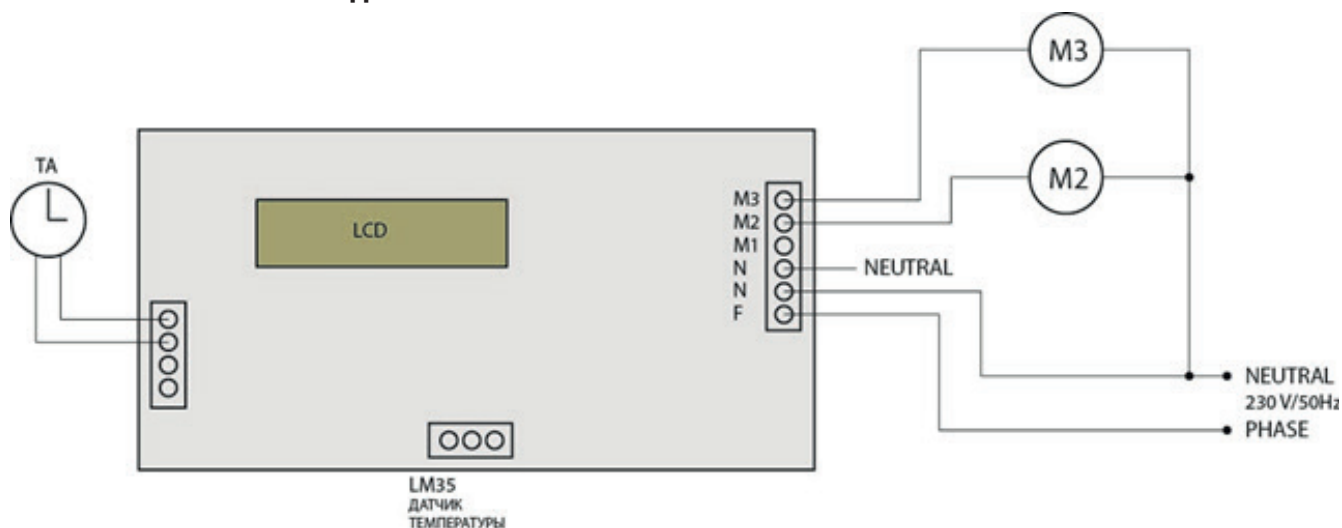 M3
M2
TA
LCD
M3
M2
M1
N
N
F
NEUTRAL
NEUTRAL
230 V/50Hz
PHASE
LM35
ДАТЧИК
ТЕМПЕРАТУРЫ